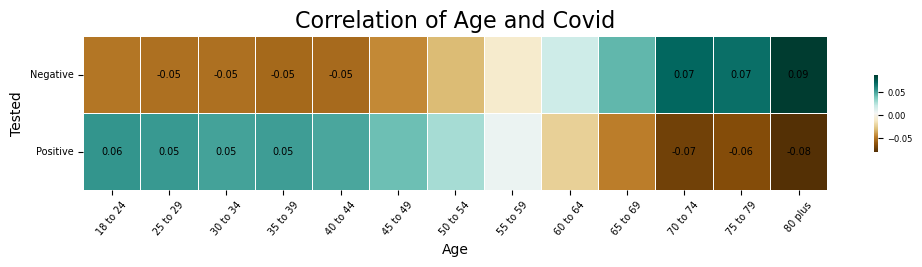 Correlation of Age and Covid
Tested
Negative
-0.05 -0.05 -0.05 -0.05 0.07 0.07 0.09
Positive
0.06 0.05 0.05 0.05 -0.07 -0.06 -0.08
18 to 24 25 to 29 30 to 34 35 to 39 40 to 44 45 to 49 50 to 54 55 to 59 60 to 64 65 to 69 70 to 74 75 to 79 80 plus
Age
0.05
0.00
−0.05